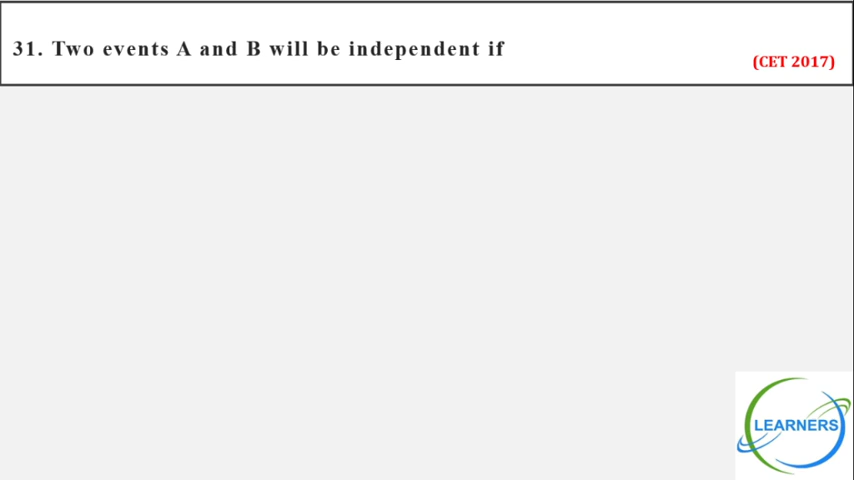 31. Two events A and B will be independent if
(CET 2017)
LEARNERS